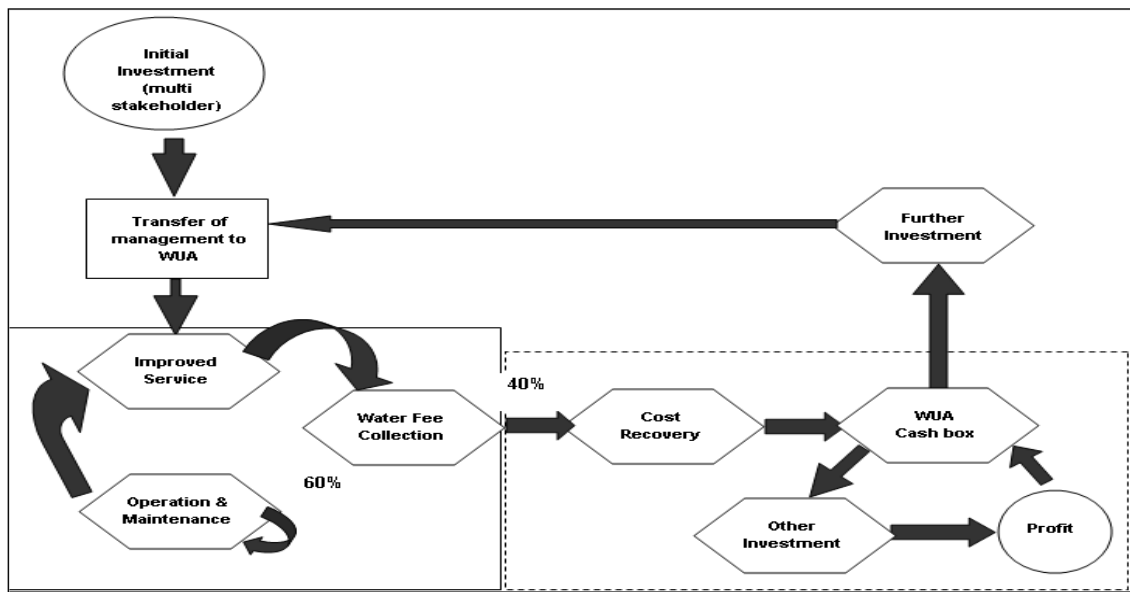 Initial
Investment
(multi
stakeholder)
Transfer of
management to
WUA
Further
Investment
Improved
Service
40%
Water Fee
Collection
Cost
Recovery
WUA
Cash box
60%
Operation &
Maintenance
Other
Investment
Profit